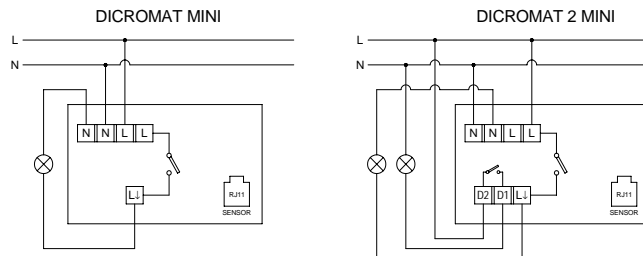 DICROMAT MINI
L
N
N N L L
L↓
RJ11
SENSOR
DICROMAT 2 MINI
L
N
N N L L
D2 D1 L↓
RJ11
SENSOR